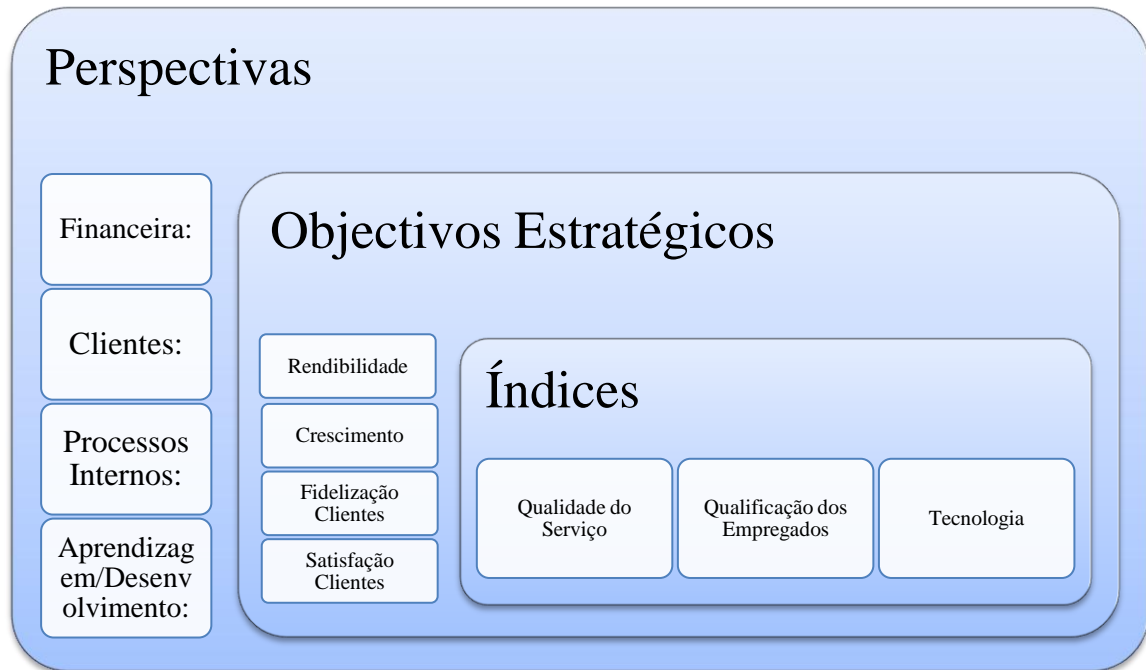 Perspectivas
Financeira:
Clientes:
Processos
Internos:
Aprendizag
em/Desenv
olvimento:
Objectivos Estratégicos
Rendibilidade
Crescimento
Fidelização
Clientes
Satisfação
Clientes
Índices
Qualidade do
Serviço
Qualificação dos
Empregados
Tecnologia